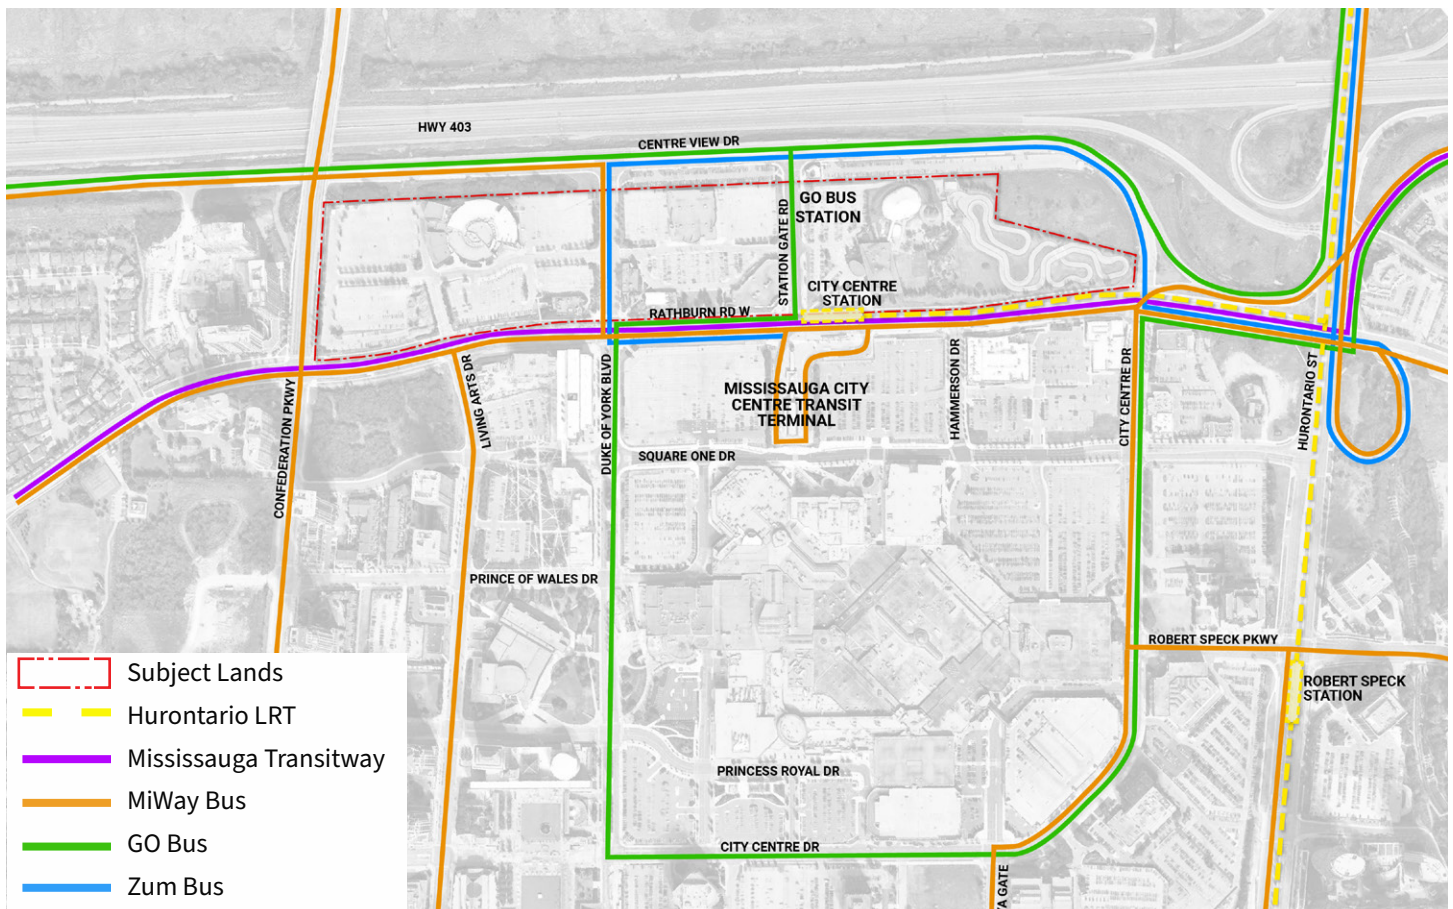 HWY 403
CENTRE VIEW DR
GO BUS
STATION
STATION GATE RD
CITY CENTRE
STATION
RATHBURN RD W.
LIVING ARTS DR
DUKE OF YORK BLVD
MISSISSAUGA CITY
CENTRE TRANSIT
TERMINAL
HAMMERSON DR
CITY CENTRE DR
HURONTARIO ST
CONFEDERATION PKWY
SQUARE ONE DR
PRINCE OF WALES DR
ROBERT SPECK PKWY
ROBERT SPECK
STATION
PRINCESS ROYAL DR
CITY CENTRE DR
GATE
Subject Lands
Hurontario LRT
Mississauga Transitway
MiWay Bus
GO Bus
Zum Bus